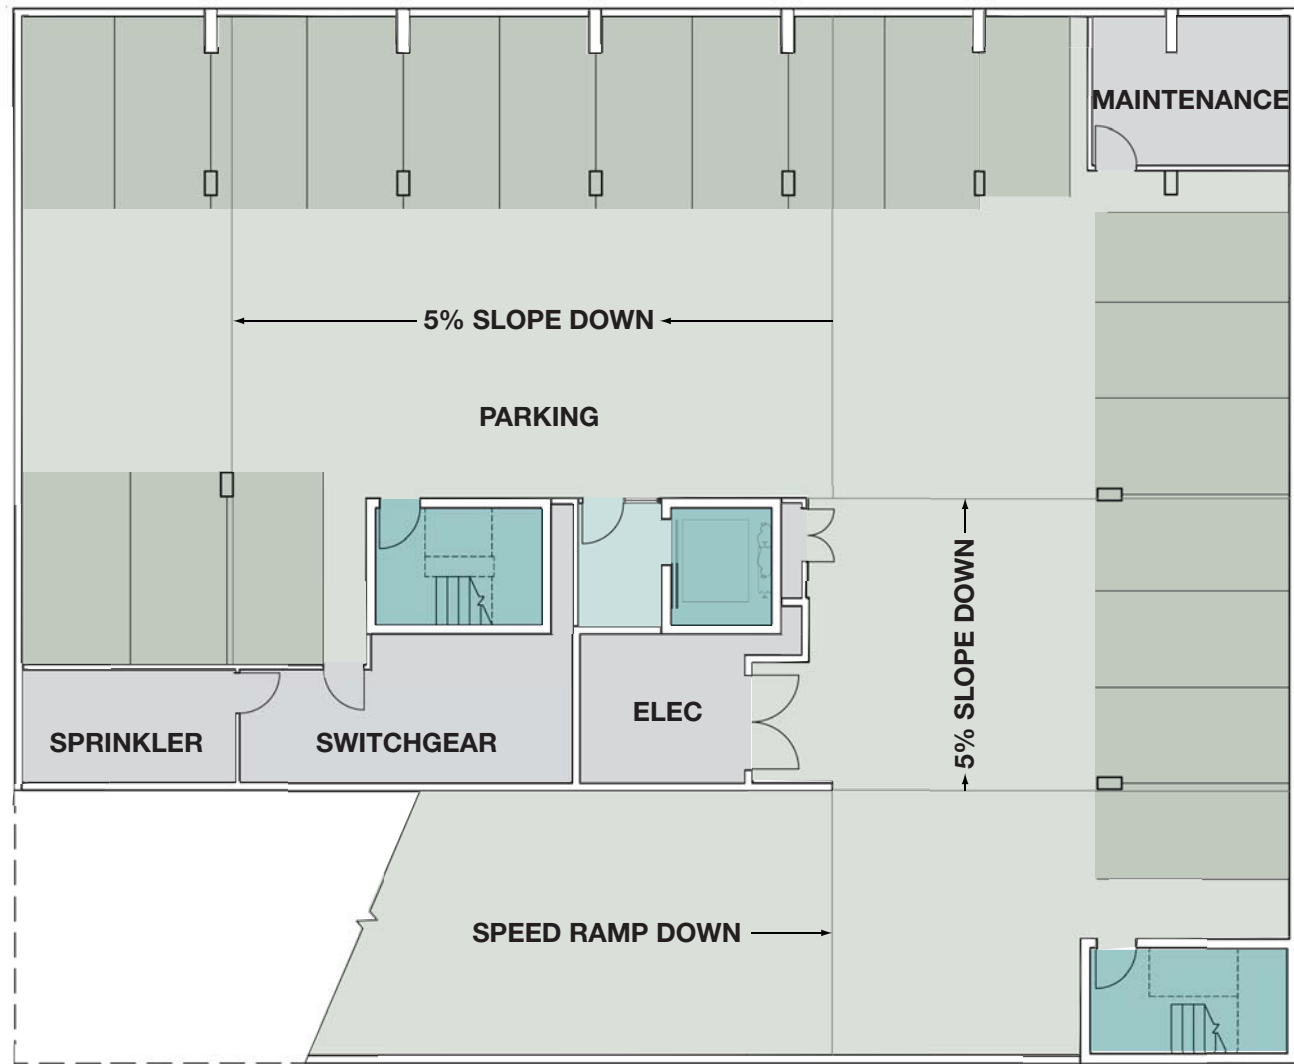 MAINTENANCE
5% SLOPE DOWN
PARKING
5% SLOPE DOWN
ELEC
SPRINKLER
SWITCHGEAR
SPEED RAMP DOWN